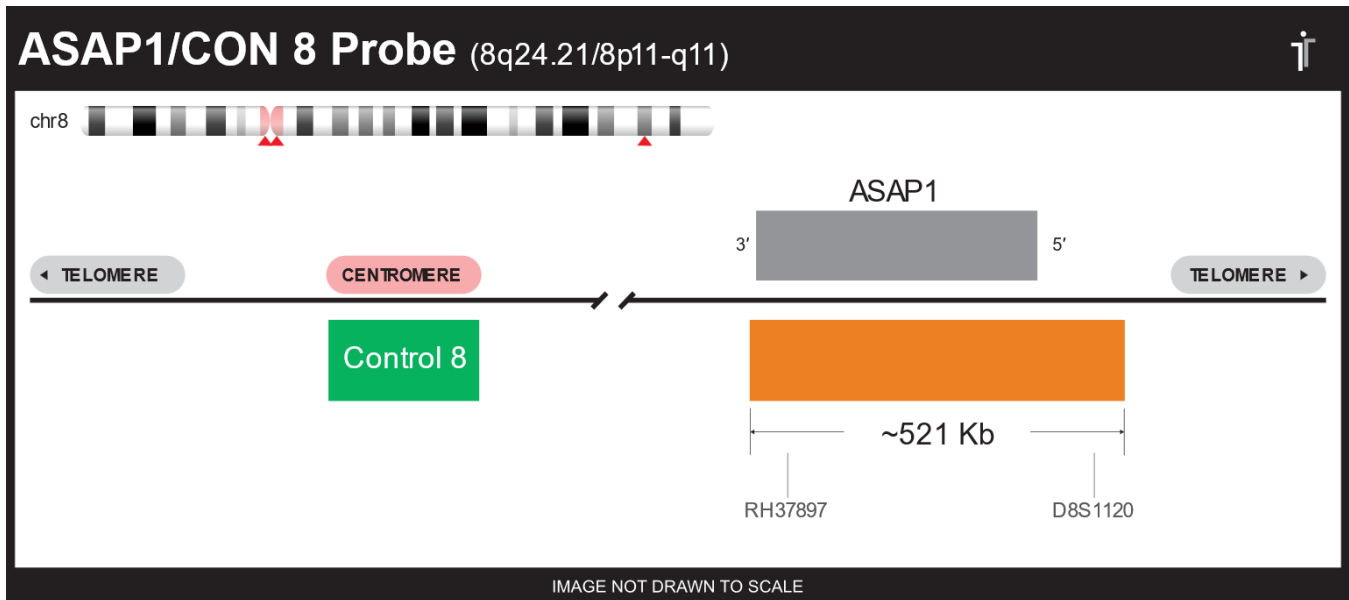 ASAP1/CON 8 Probe (8q24.21/8p11-q11)
chr8
ASAP1
3′
5′
TELOMERE
CENTROMERE
TELOMERE
Control 8
~521 Kb
RH37897
D8S1120
IMAGE NOT DRAWN TO SCALE